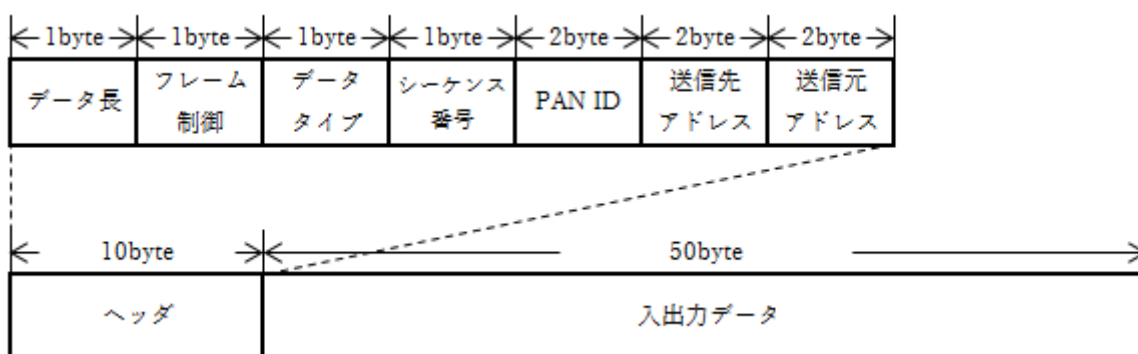 1byte 1byte 1byte 1byte 2byte 2byte 2byte
データ長 フレーム制御 データタイプ シーケンス番号 PAN ID 送信先アドレス 送信元アドレス
10byte 50byte
ヘッダ 入出力データ